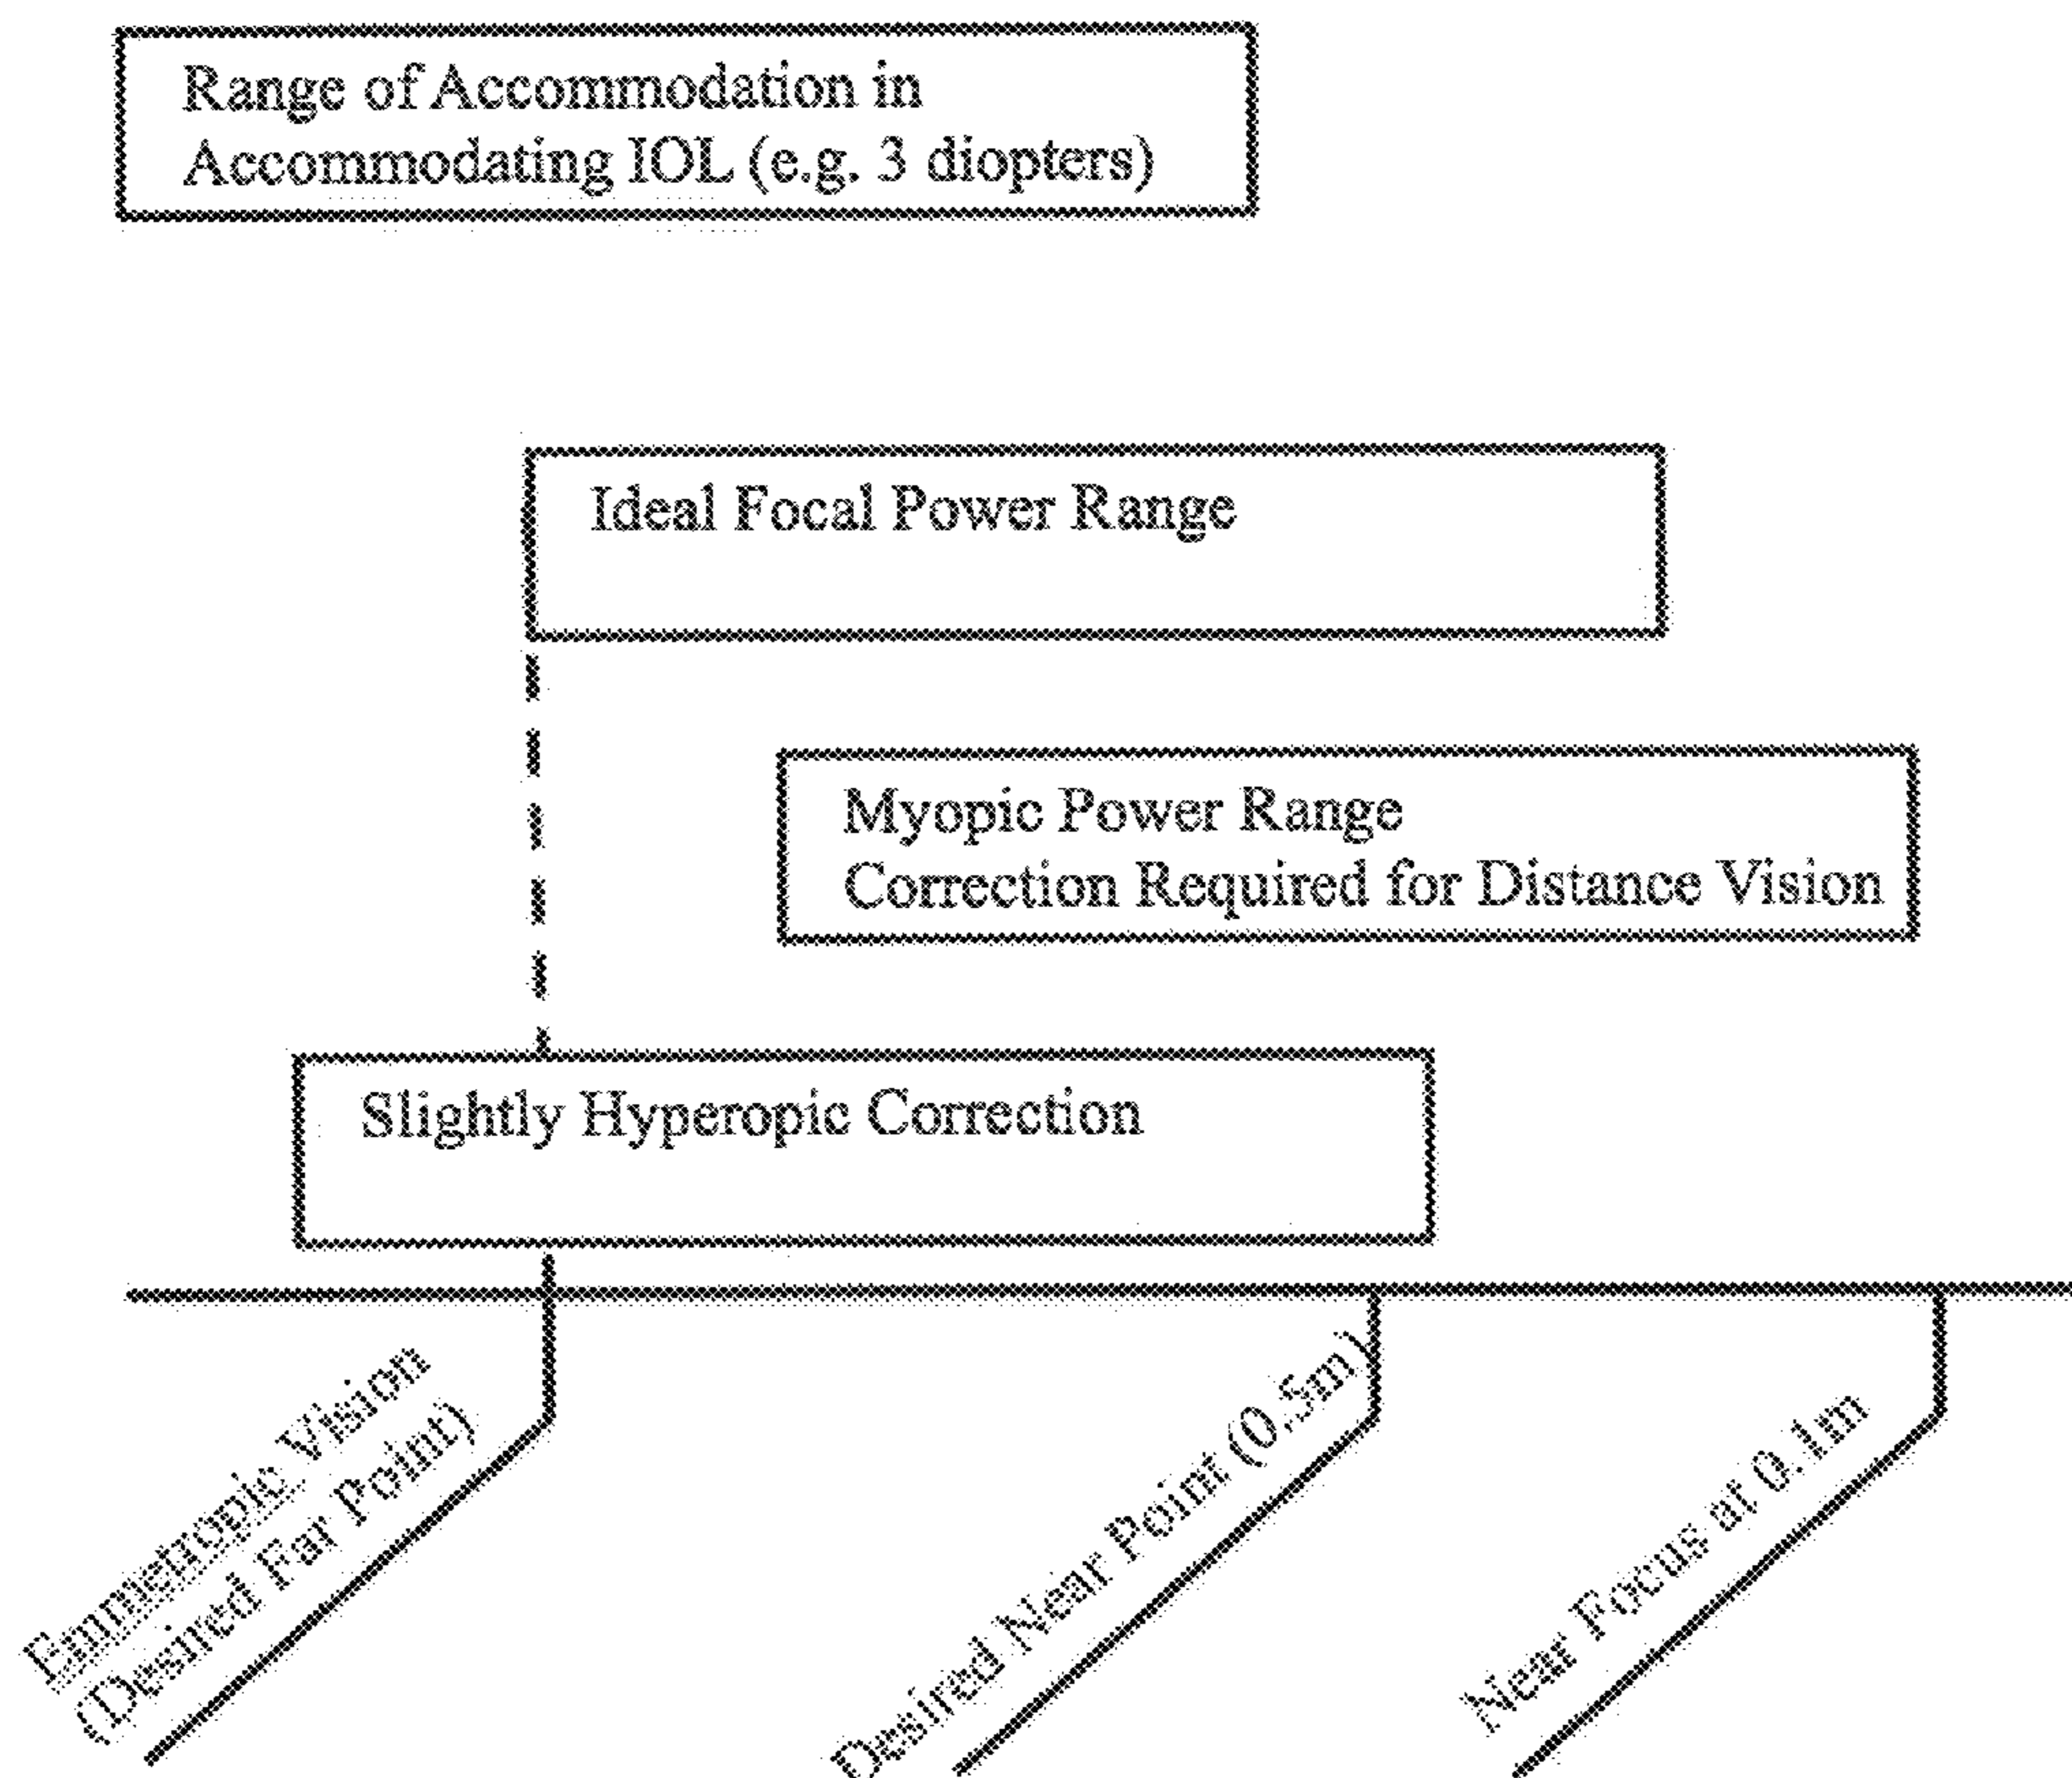 Range of Accommodation in
Accommodating IOL (e.g. 3 diopters)
Ideal Focal Power Range
Myopic Power Range
Correction Required for Distance Vision
Slightly Hyperopic Correction
Emmetropic Vision
(Desired Far Point)
Desired Near Point (0.5m)
Near Focus at 0.1m